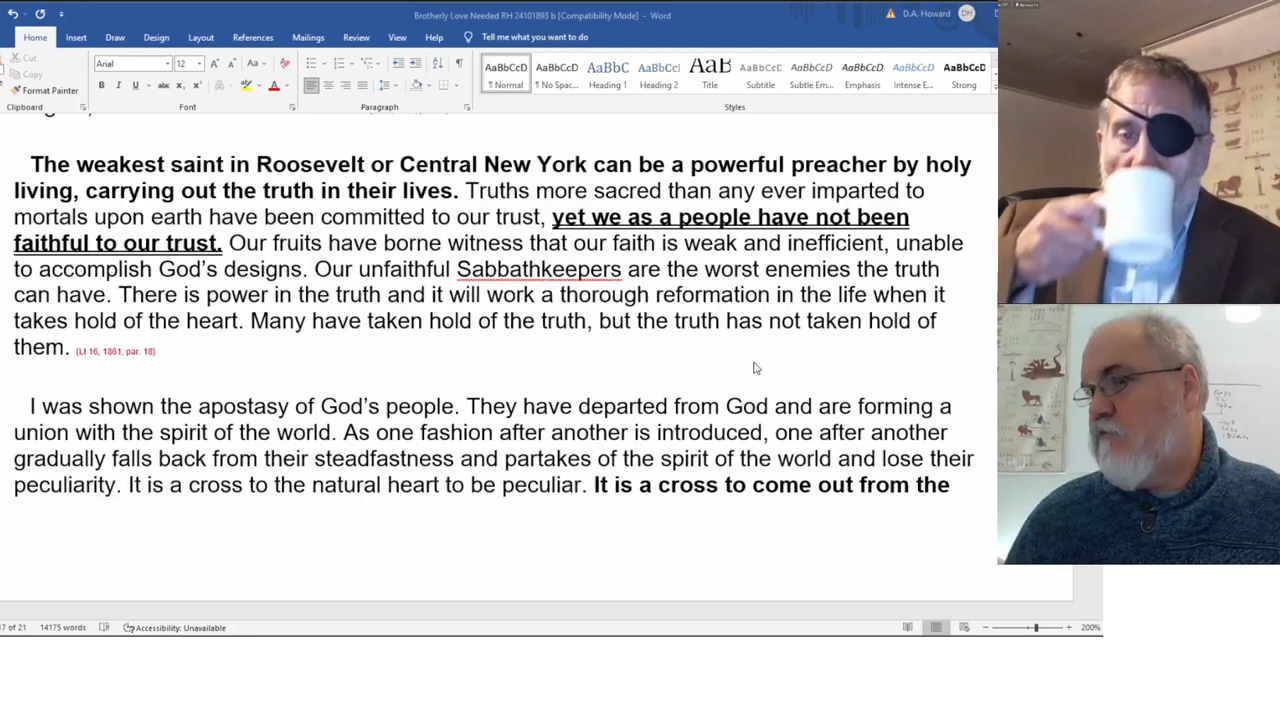 Brotherly Love Needed RH 24101893 b [Compatibility Mode] - Word
D.A. Howard DH
Home Insert Draw Design Layout References Mailings Review View Help Tell me what you want to do
Cut
Copy
Format Painter
Arial 12
B I U
AaBbCcD AaBbCcD AaBbC AaBbCcI AaB AaBbCcD AaBbCcD AaBbCcD AaBbCcD AaBbCcD
¶ Normal ¶ No Spac... Heading 1 Heading 2 Title Subtitle Subtle Em... Emphasis Intense E... Strong
Clipboard Font Paragraph Styles
The weakest saint in Roosevelt or Central New York can be a powerful preacher by holy
living, carrying out the truth in their lives. Truths more sacred than any ever imparted to
mortals upon earth have been committed to our trust, yet we as a people have not been
faithful to our trust. Our fruits have borne witness that our faith is weak and inefficient, unable
to accomplish God's designs. Our unfaithful Sabbathkeepers are the worst enemies the truth
can have. There is power in the truth and it will work a thorough reformation in the life when it
takes hold of the heart. Many have taken hold of the truth, but the truth has not taken hold of
them. {Lt 16, 1861, par. 18}
I was shown the apostasy of God's people. They have departed from God and are forming a
union with the spirit of the world. As one fashion after another is introduced, one after another
gradually falls back from their steadfastness and partakes of the spirit of the world and lose their
peculiarity. It is a cross to the natural heart to be peculiar. It is a cross to come out from the
17 of 21 14175 words Accessibility: Unavailable 200%